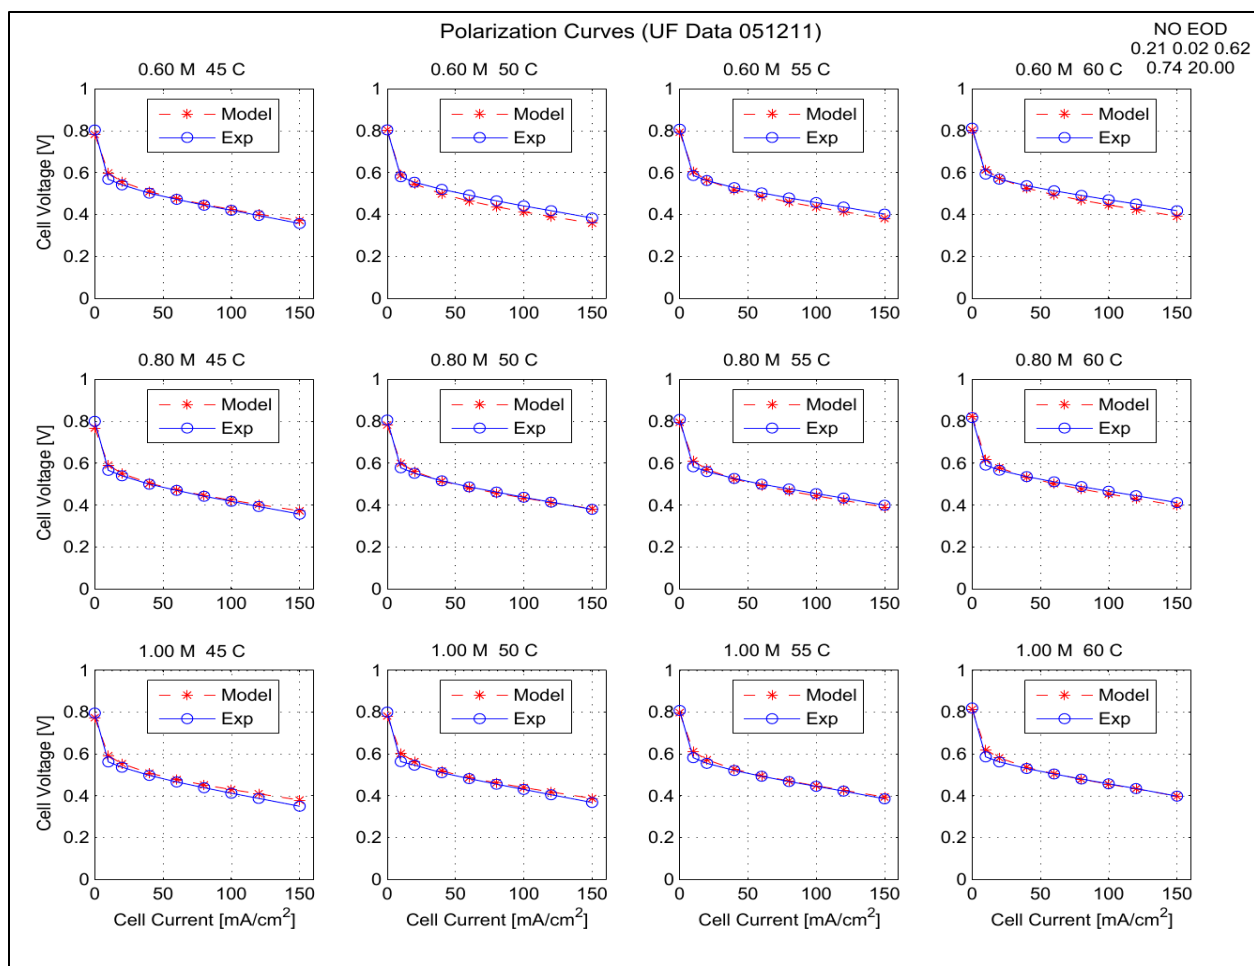 Polarization Curves (UF Data 051211)
NO EOD
0.21 0.02 0.62
0.74 20.00
0.60 M 45 C
0.60 M 50 C
0.60 M 55 C
0.60 M 60 C
Cell Voltage [V]
1
0.8
0.6
0.4
0.2
0
0 50 100 150
Model
Exp
1
0.8
0.6
0.4
0.2
0
0 50 100 150
Model
Exp
1
0.8
0.6
0.4
0.2
0
0 50 100 150
Model
Exp
1
0.8
0.6
0.4
0.2
0
0 50 100 150
Model
Exp
0.80 M 45 C
0.80 M 50 C
0.80 M 55 C
0.80 M 60 C
Cell Voltage [V]
1
0.8
0.6
0.4
0.2
0
0 50 100 150
Model
Exp
1
0.8
0.6
0.4
0.2
0
0 50 100 150
Model
Exp
1
0.8
0.6
0.4
0.2
0
0 50 100 150
Model
Exp
1
0.8
0.6
0.4
0.2
0
0 50 100 150
Model
Exp
1.00 M 45 C
1.00 M 50 C
1.00 M 55 C
1.00 M 60 C
Cell Voltage [V]
1
0.8
0.6
0.4
0.2
0
0 50 100 150
Model
Exp
Cell Current [mA/cm²]
1
0.8
0.6
0.4
0.2
0
0 50 100 150
Model
Exp
Cell Current [mA/cm²]
1
0.8
0.6
0.4
0.2
0
0 50 100 150
Model
Exp
Cell Current [mA/cm²]
1
0.8
0.6
0.4
0.2
0
0 50 100 150
Model
Exp
Cell Current [mA/cm²]